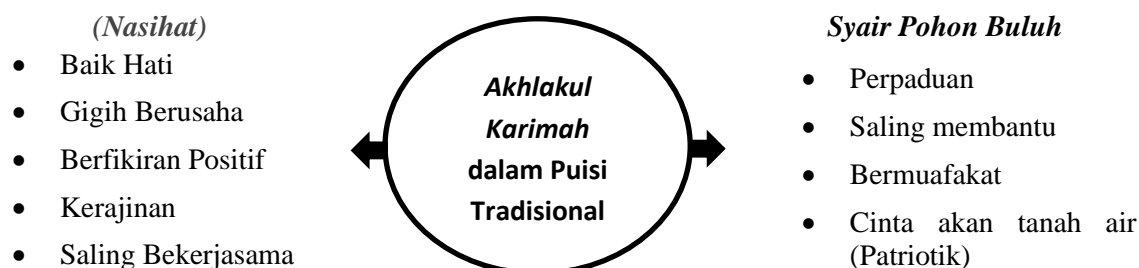 (Nasihat)
• Baik Hati
• Gigih Berusaha
• Berfikiran Positif
• Kerajinan
• Saling Bekerjasama
Akhlakul
Karimah
dalam Puisi
Tradisional
Syair Pohon Buluh
• Perpaduan
• Saling membantu
• Bermuafakat
• Cinta akan tanah air
(Patriotik)